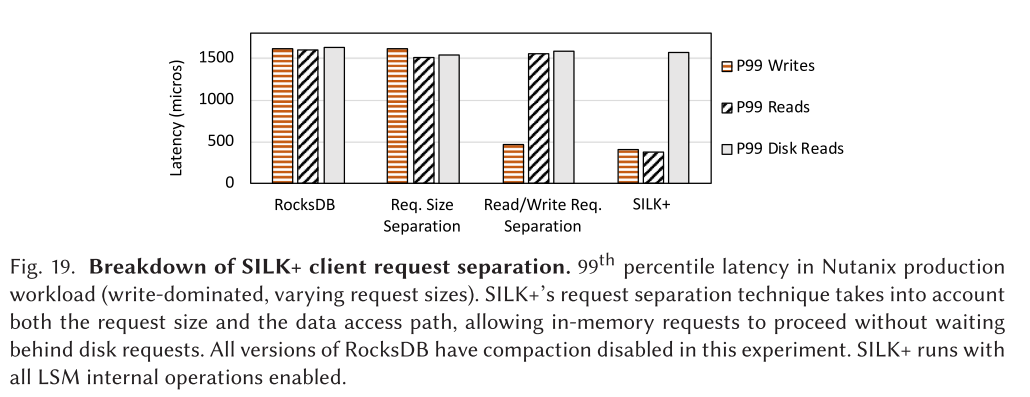 1500
1000
500
0
Latency (micros)
RocksDB
Req. Size
Separation
Read/Write Req.
Separation
SILK+
P99 Writes
P99 Reads
P99 Disk Reads
Fig. 19. Breakdown of SILK+ client request separation. 99th percentile latency in Nutanix production
workload (write-dominated, varying request sizes). SILK+'s request separation technique takes into account
both the request size and the data access path, allowing in-memory requests to proceed without waiting
behind disk requests. All versions of RocksDB have compaction disabled in this experiment. SILK+ runs with
all LSM internal operations enabled.